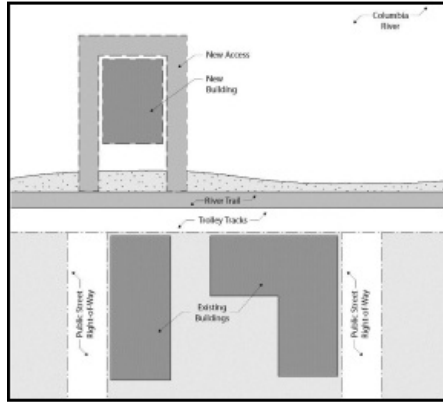 Columbia
River
New Access
New
Building
River Trail
Trolley Tracks
Public Street
Right-of-Way
Existing
Buildings
Public Street
Right-of-Way